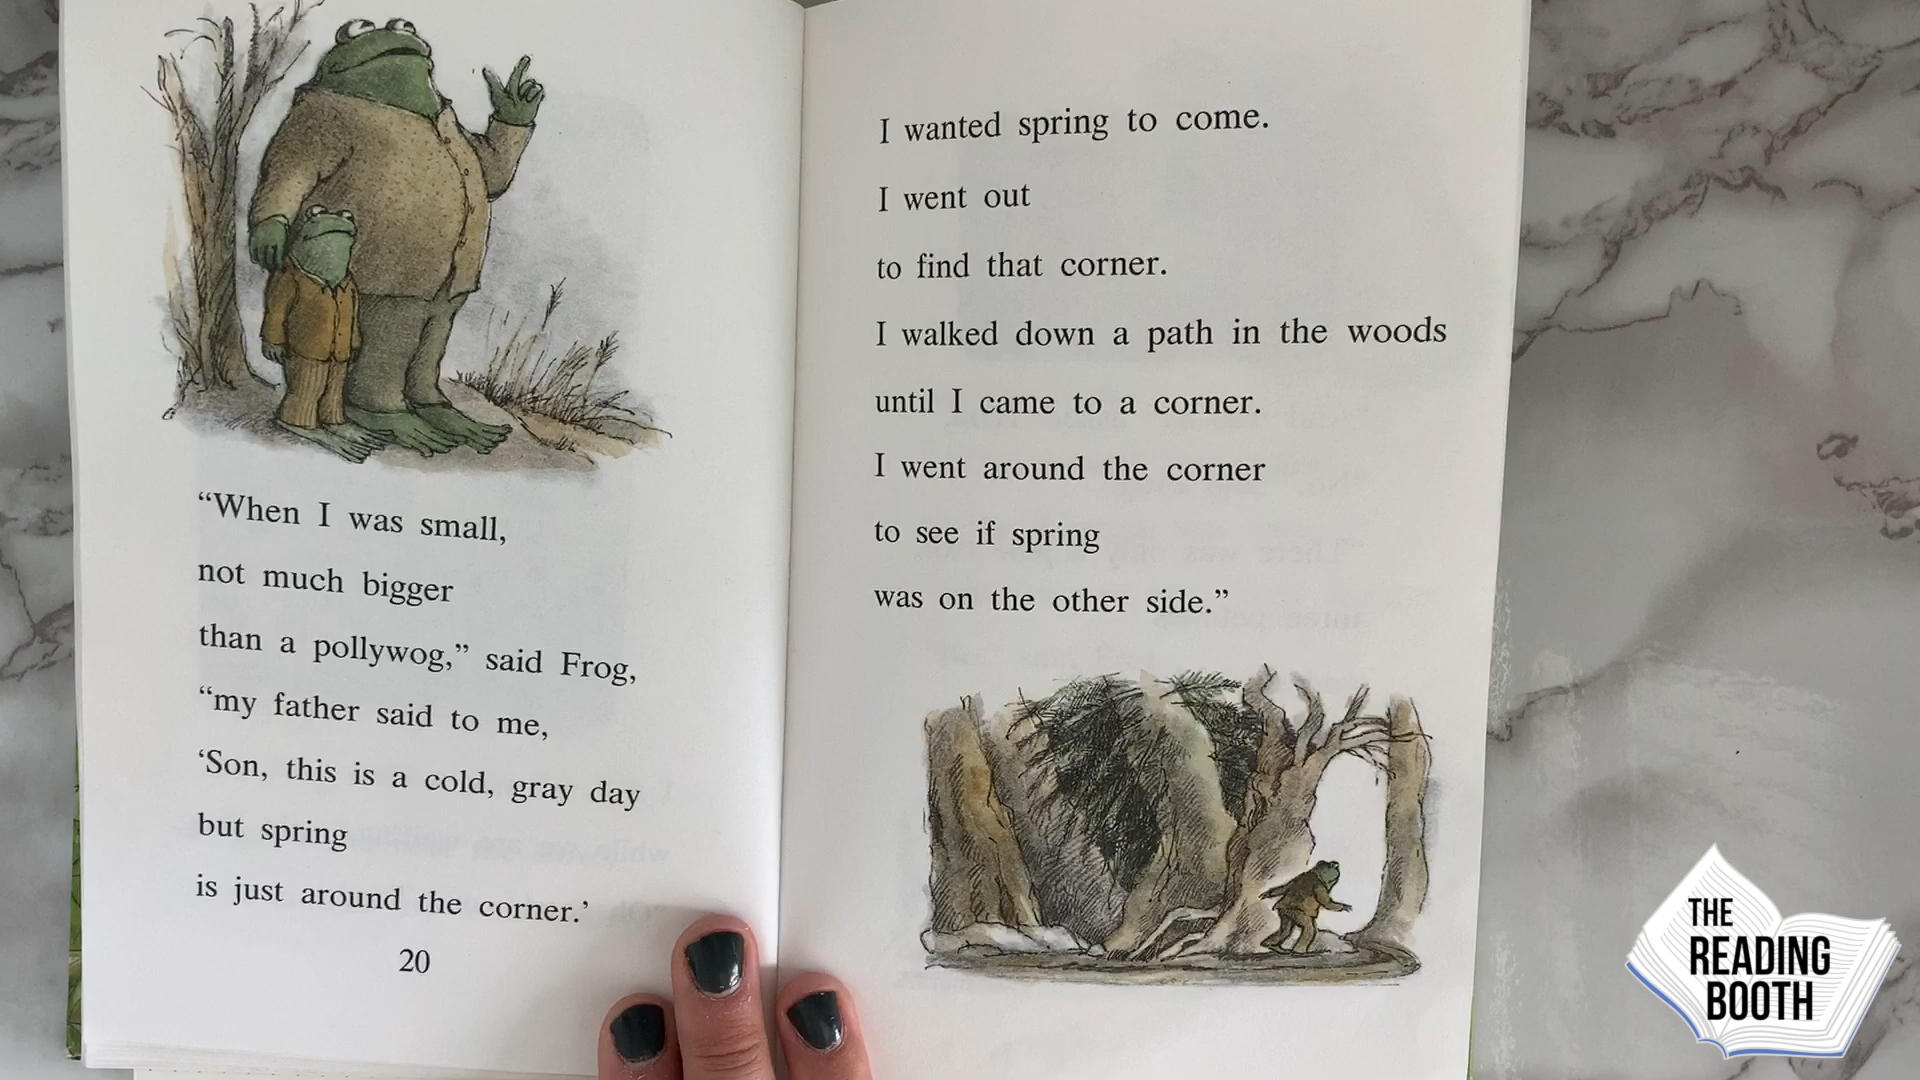 “When I was small,
not much bigger
than a pollywog,” said Frog,
“my father said to me,
‘Son, this is a cold, gray day
but spring
is just around the corner.’
20
I wanted spring to come.
I went out
to find that corner.
I walked down a path in the woods
until I came to a corner.
I went around the corner
to see if spring
was on the other side.”
THE
READING
BOOTH